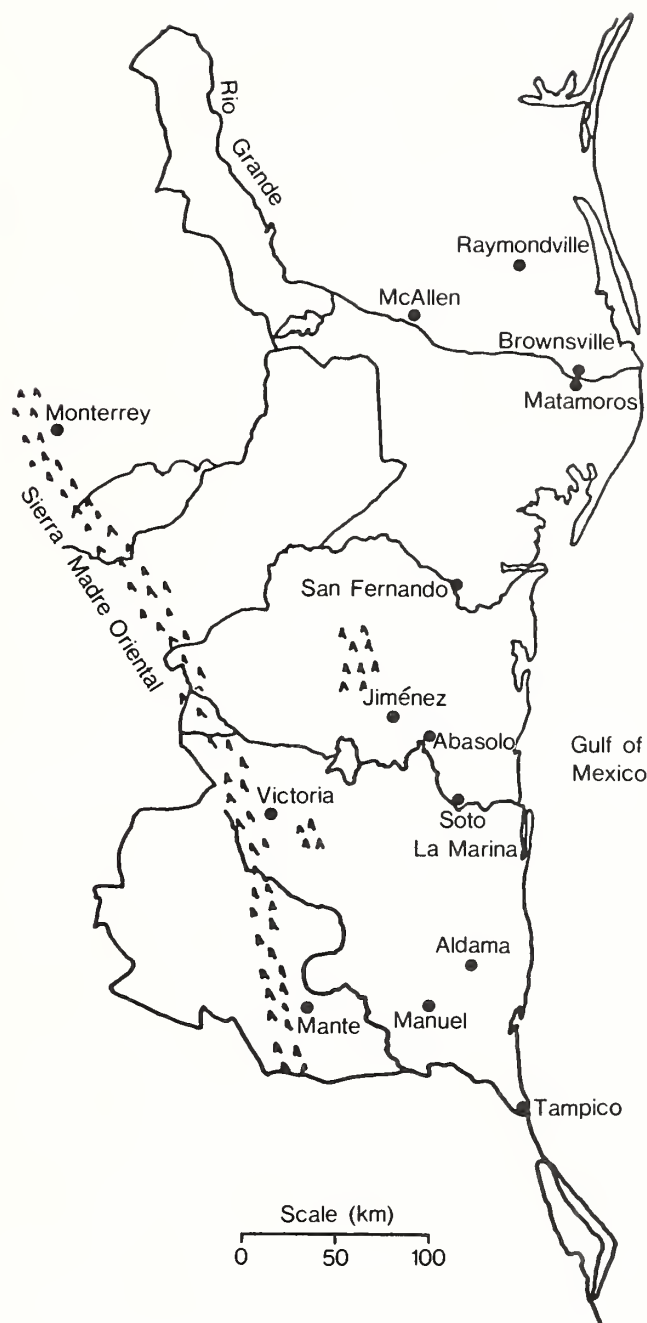 Rio
Grande
Raymondville
McAllen
Brownsville
Matamoros
Monterrey
Sierra Madre Oriental
San Fernando
Jiménez
Abasolo
Gulf of
Mexico
Victoria
Soto
La Marina
Aldama
Mante
Manuel
Tampico
Scale (km)
0 50 100